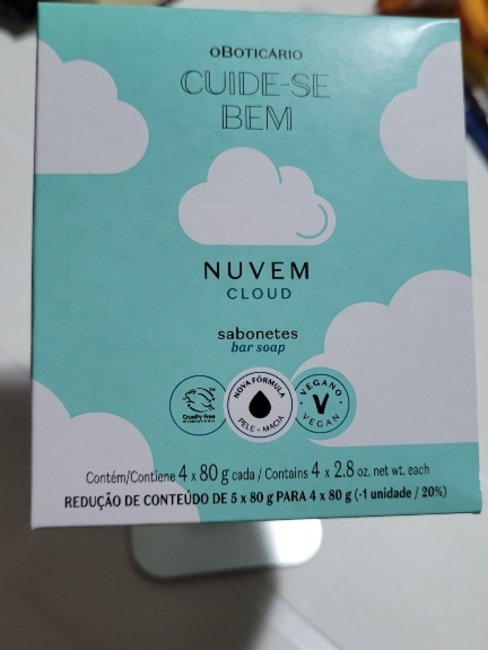 oBOTICÁRIO
CUIDE-SE
BEM
NUVEM
CLOUD
sabonetes
bar soap
Cruelty Free
NOVA FÓRMULA
PELE + MACIA
VEGANO
V
VEGAN
Contém/Contiene 4 x 80 g cada / Contains 4 x 2.8 oz. net wt. each
REDUÇÃO DE CONTEÚDO DE 5 x 80 g PARA 4 x 80 g (-1 unidade / 20%)